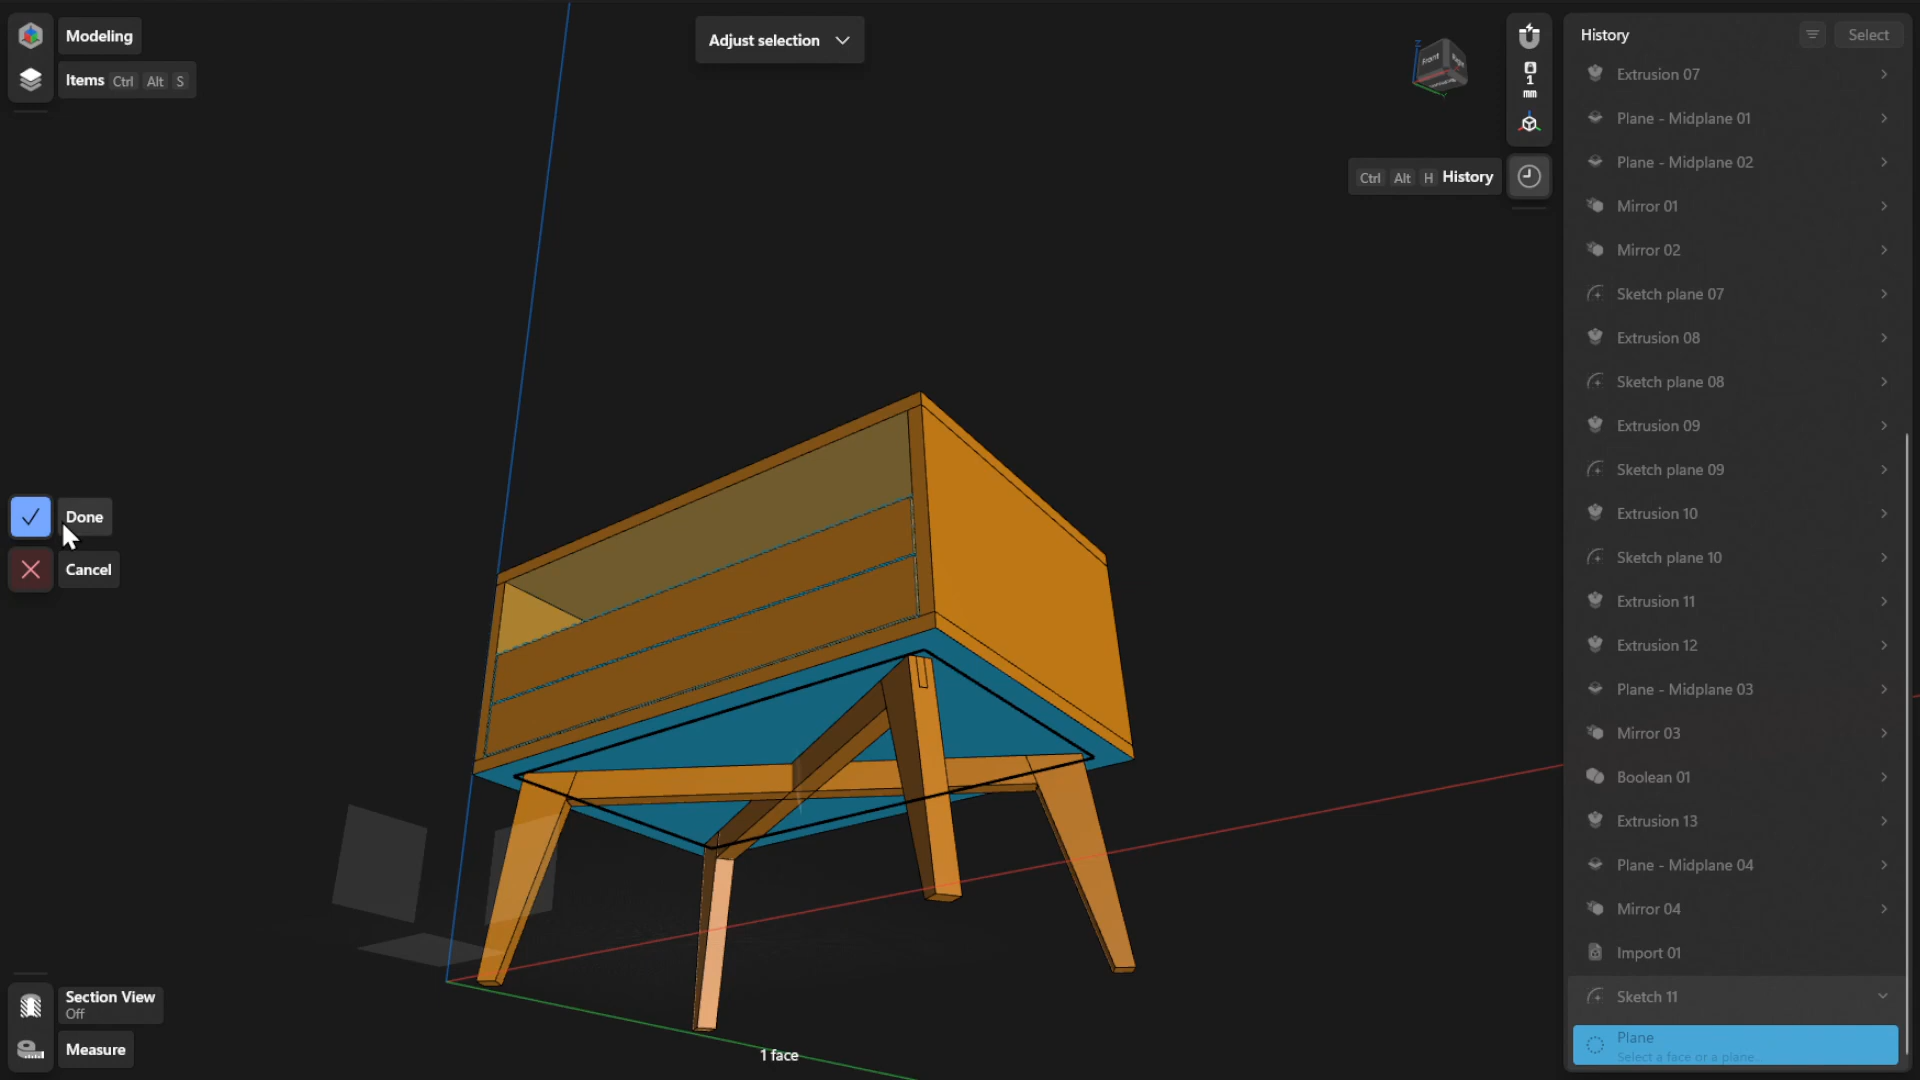 Modeling
Items Ctrl Alt S
Adjust selection
Front
Z
1
mm
Ctrl Alt H History
Done
Cancel
Section View
Off
Measure
1 face
History
Select
Extrusion 07
Plane - Midplane 01
Plane - Midplane 02
Mirror 01
Mirror 02
Sketch plane 07
Extrusion 08
Sketch plane 08
Extrusion 09
Sketch plane 09
Extrusion 10
Sketch plane 10
Extrusion 11
Extrusion 12
Plane - Midplane 03
Mirror 03
Boolean 01
Extrusion 13
Plane - Midplane 04
Mirror 04
Import 01
Sketch 11
Plane
Select a face or a plane...